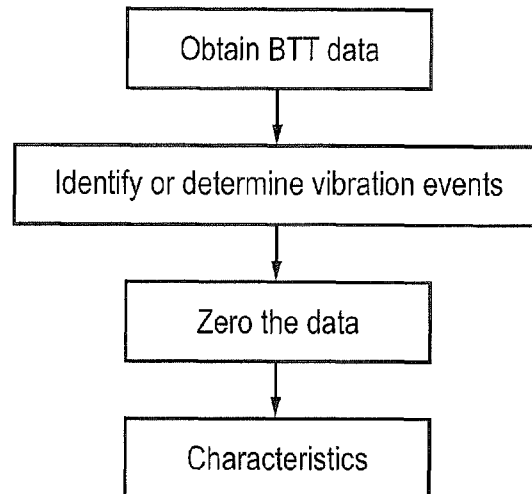 Obtain BTT data
Identify or determine vibration events
Zero the data
Characteristics